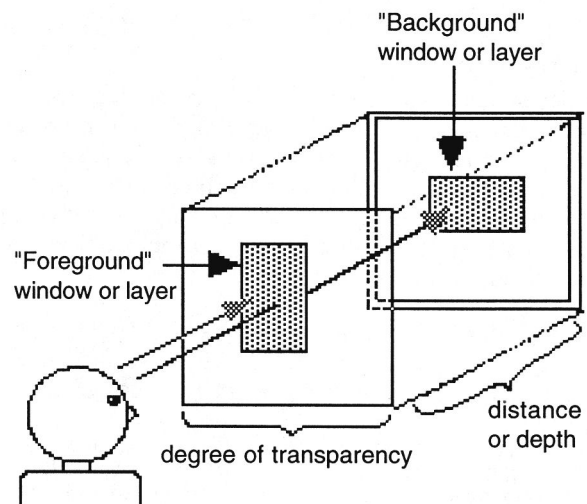 "Background"
window or layer
"Foreground"
window or layer
distance
or depth
degree of transparency